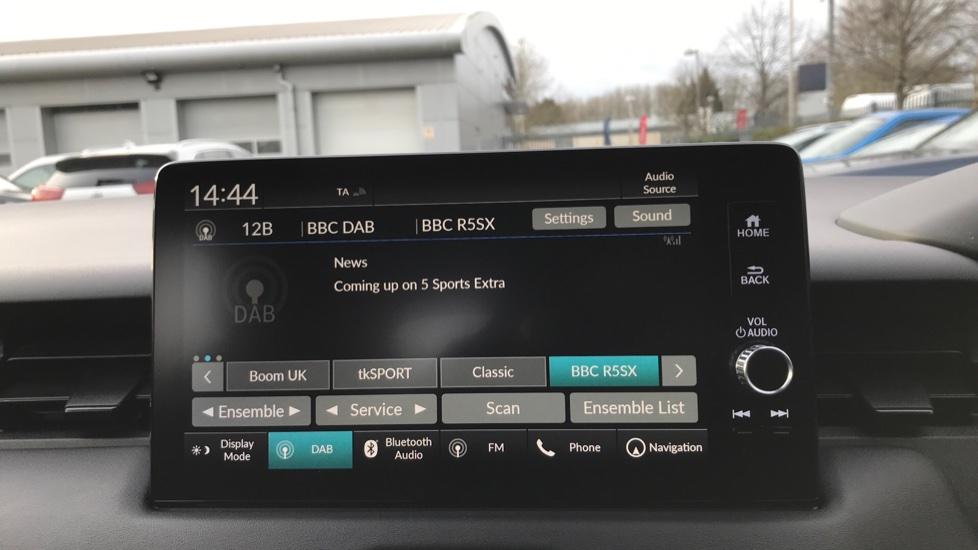 14:44
TA
Audio
Source
DAB
12B
BBC DAB
BBC R5SX
Settings
Sound
HOME
News
Coming up on 5 Sports Extra
BACK
DAB
VOL
AUDIO
Boom UK
tkSPORT
Classic
BBC R5SX
Ensemble
Service
Scan
Ensemble List
Display
Mode
DAB
Bluetooth
Audio
FM
Phone
Navigation